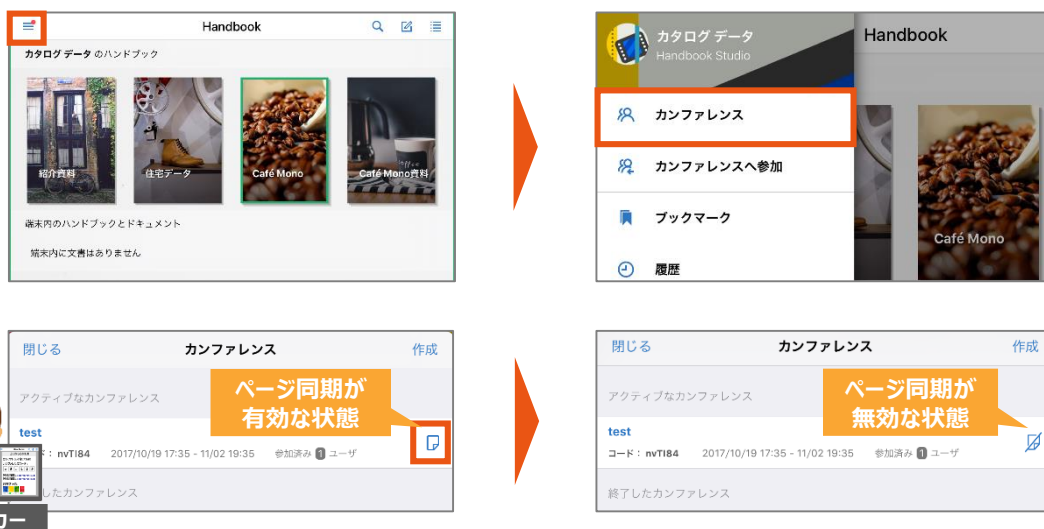 Handbook
カタログ データ のハンドブック
紹介資料
住宅データ
Café Mono
Café Mono資料
端末内のハンドブックとドキュメント
端末内に文書はありません
カタログ データ
Handbook Studio
Handbook
カンファレンス
カンファレンスへ参加
ブックマーク
履歴
Café Mono
閉じる
カンファレンス
作成
アクティブなカンファレンス
ページ同期が
有効な状態
test
ド： nvTi84 2017/10/19 17:35 - 11/02 19:35 参加済み 1 ユーザ
したカンファレンス
ワー
閉じる
カンファレンス
作成
アクティブなカンファレンス
ページ同期が
無効な状態
test
コード： nvTI84 2017/10/19 17:35 - 11/02 19:35 参加済み 1 ユーザ
終了したカンファレンス